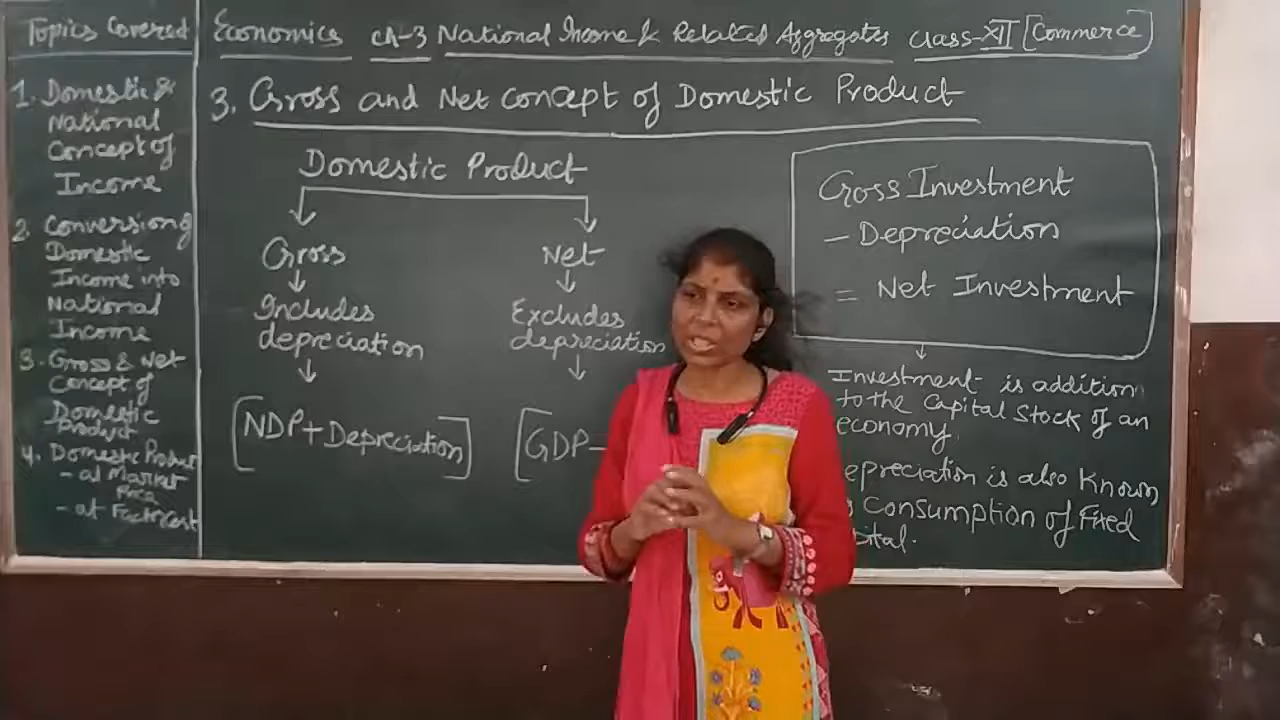 Topics Covered
1. Domestic &
National
Concept of
Income
2. Conversion of
Domestic
Income into
National
Income
3. Gross & Net
Concept of
Domestic
Product
4. Domestic Product
- at Market
Price
- at Factor Cost
Economics Ch-3 National Income & Related Aggregates Class-XII [Commerce]
3. Gross and Net Concept of Domestic Product
Domestic Product
Gross
Includes
depreciation
[NDP+Depreciation]
Net
Excludes
depreciation
[GDP-
Gross Investment
- Depreciation
= Net Investment
Investment is addition
to the Capital Stock of an
economy
epreciation is also Known
Consumption of Fixed
pital.